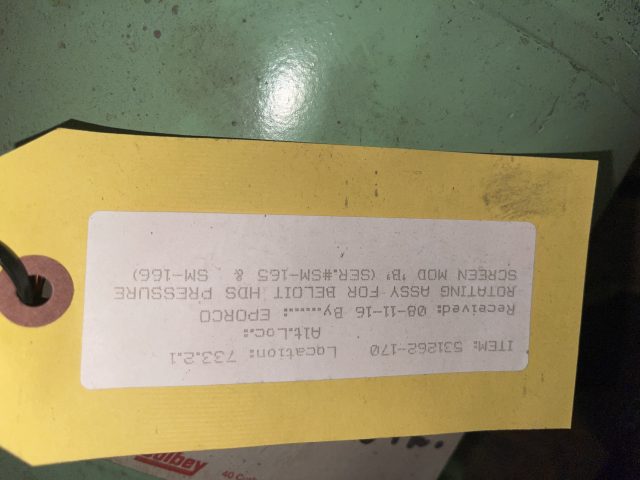 ITEM: 531262-170 Location: 733.2.1
Alt.Loc.:
Received: 08-11-16 By.......: EPORCO
ROTATING ASSY FOR BELOIT HDS PRESSURE
SCREEN MOD 'B' (SER.#SM-165 & SM-166)